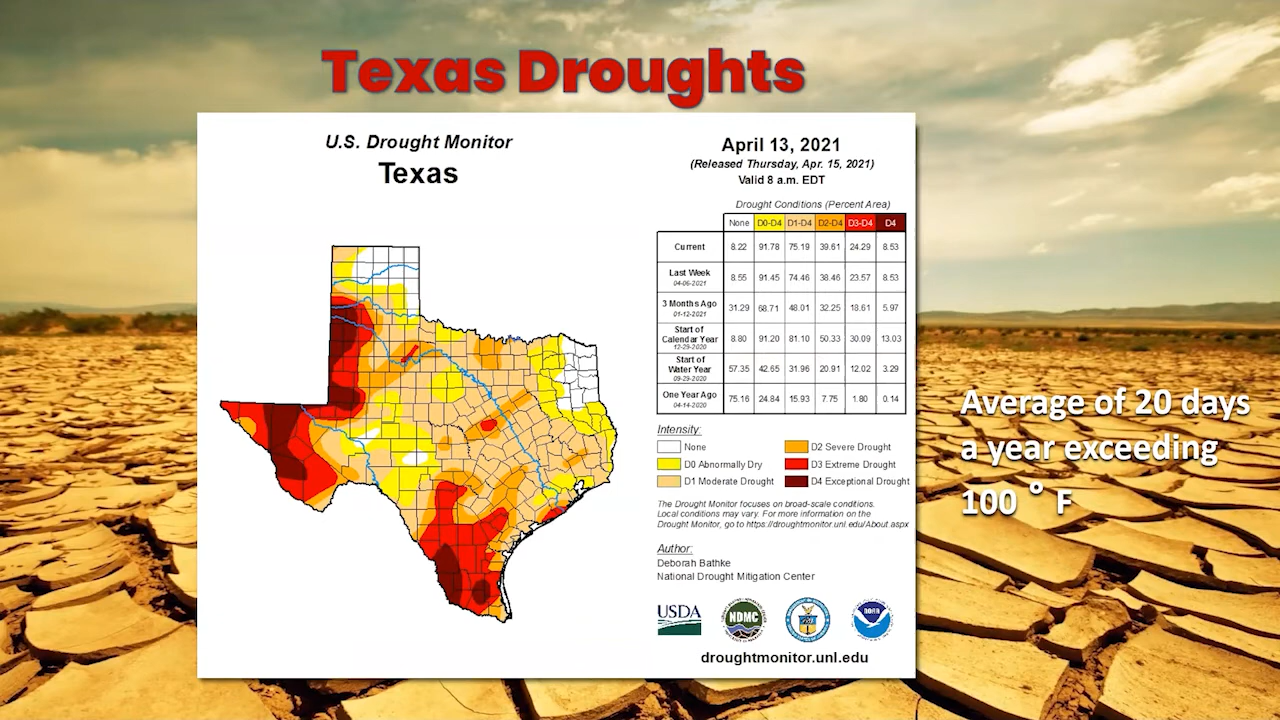 Texas Droughts
U.S. Drought Monitor
Texas
April 13, 2021
(Released Thursday, Apr. 15, 2021)
Valid 8 a.m. EDT
Drought Conditions (Percent Area)
None D0-D4 D1-D4 D2-D4 D3-D4 D4
Current 8.22 91.78 75.19 39.61 24.29 8.53
Last Week 8.55 91.45 74.46 38.46 23.57 8.53
04-06-2021
3 Months Ago 31.29 68.71 48.01 32.25 18.61 5.97
01-12-2021
Start of
Calendar Year 8.80 91.20 81.10 50.33 30.09 13.03
12-29-2020
Start of
Water Year 57.35 42.65 31.96 20.91 12.02 3.29
09-29-2020
One Year Ago 75.16 24.84 15.93 7.75 1.80 0.14
04-14-2020
Intensity:
None D2 Severe Drought
D0 Abnormally Dry D3 Extreme Drought
D1 Moderate Drought D4 Exceptional Drought
The Drought Monitor focuses on broad-scale conditions.
Local conditions may vary. For more information on the
Drought Monitor, go to https://droughtmonitor.unl.edu/About.aspx
Author:
Deborah Bathke
National Drought Mitigation Center
USDA NDMC NOAA
droughtmonitor.unl.edu
Average of 20 days
a year exceeding
100 ° F